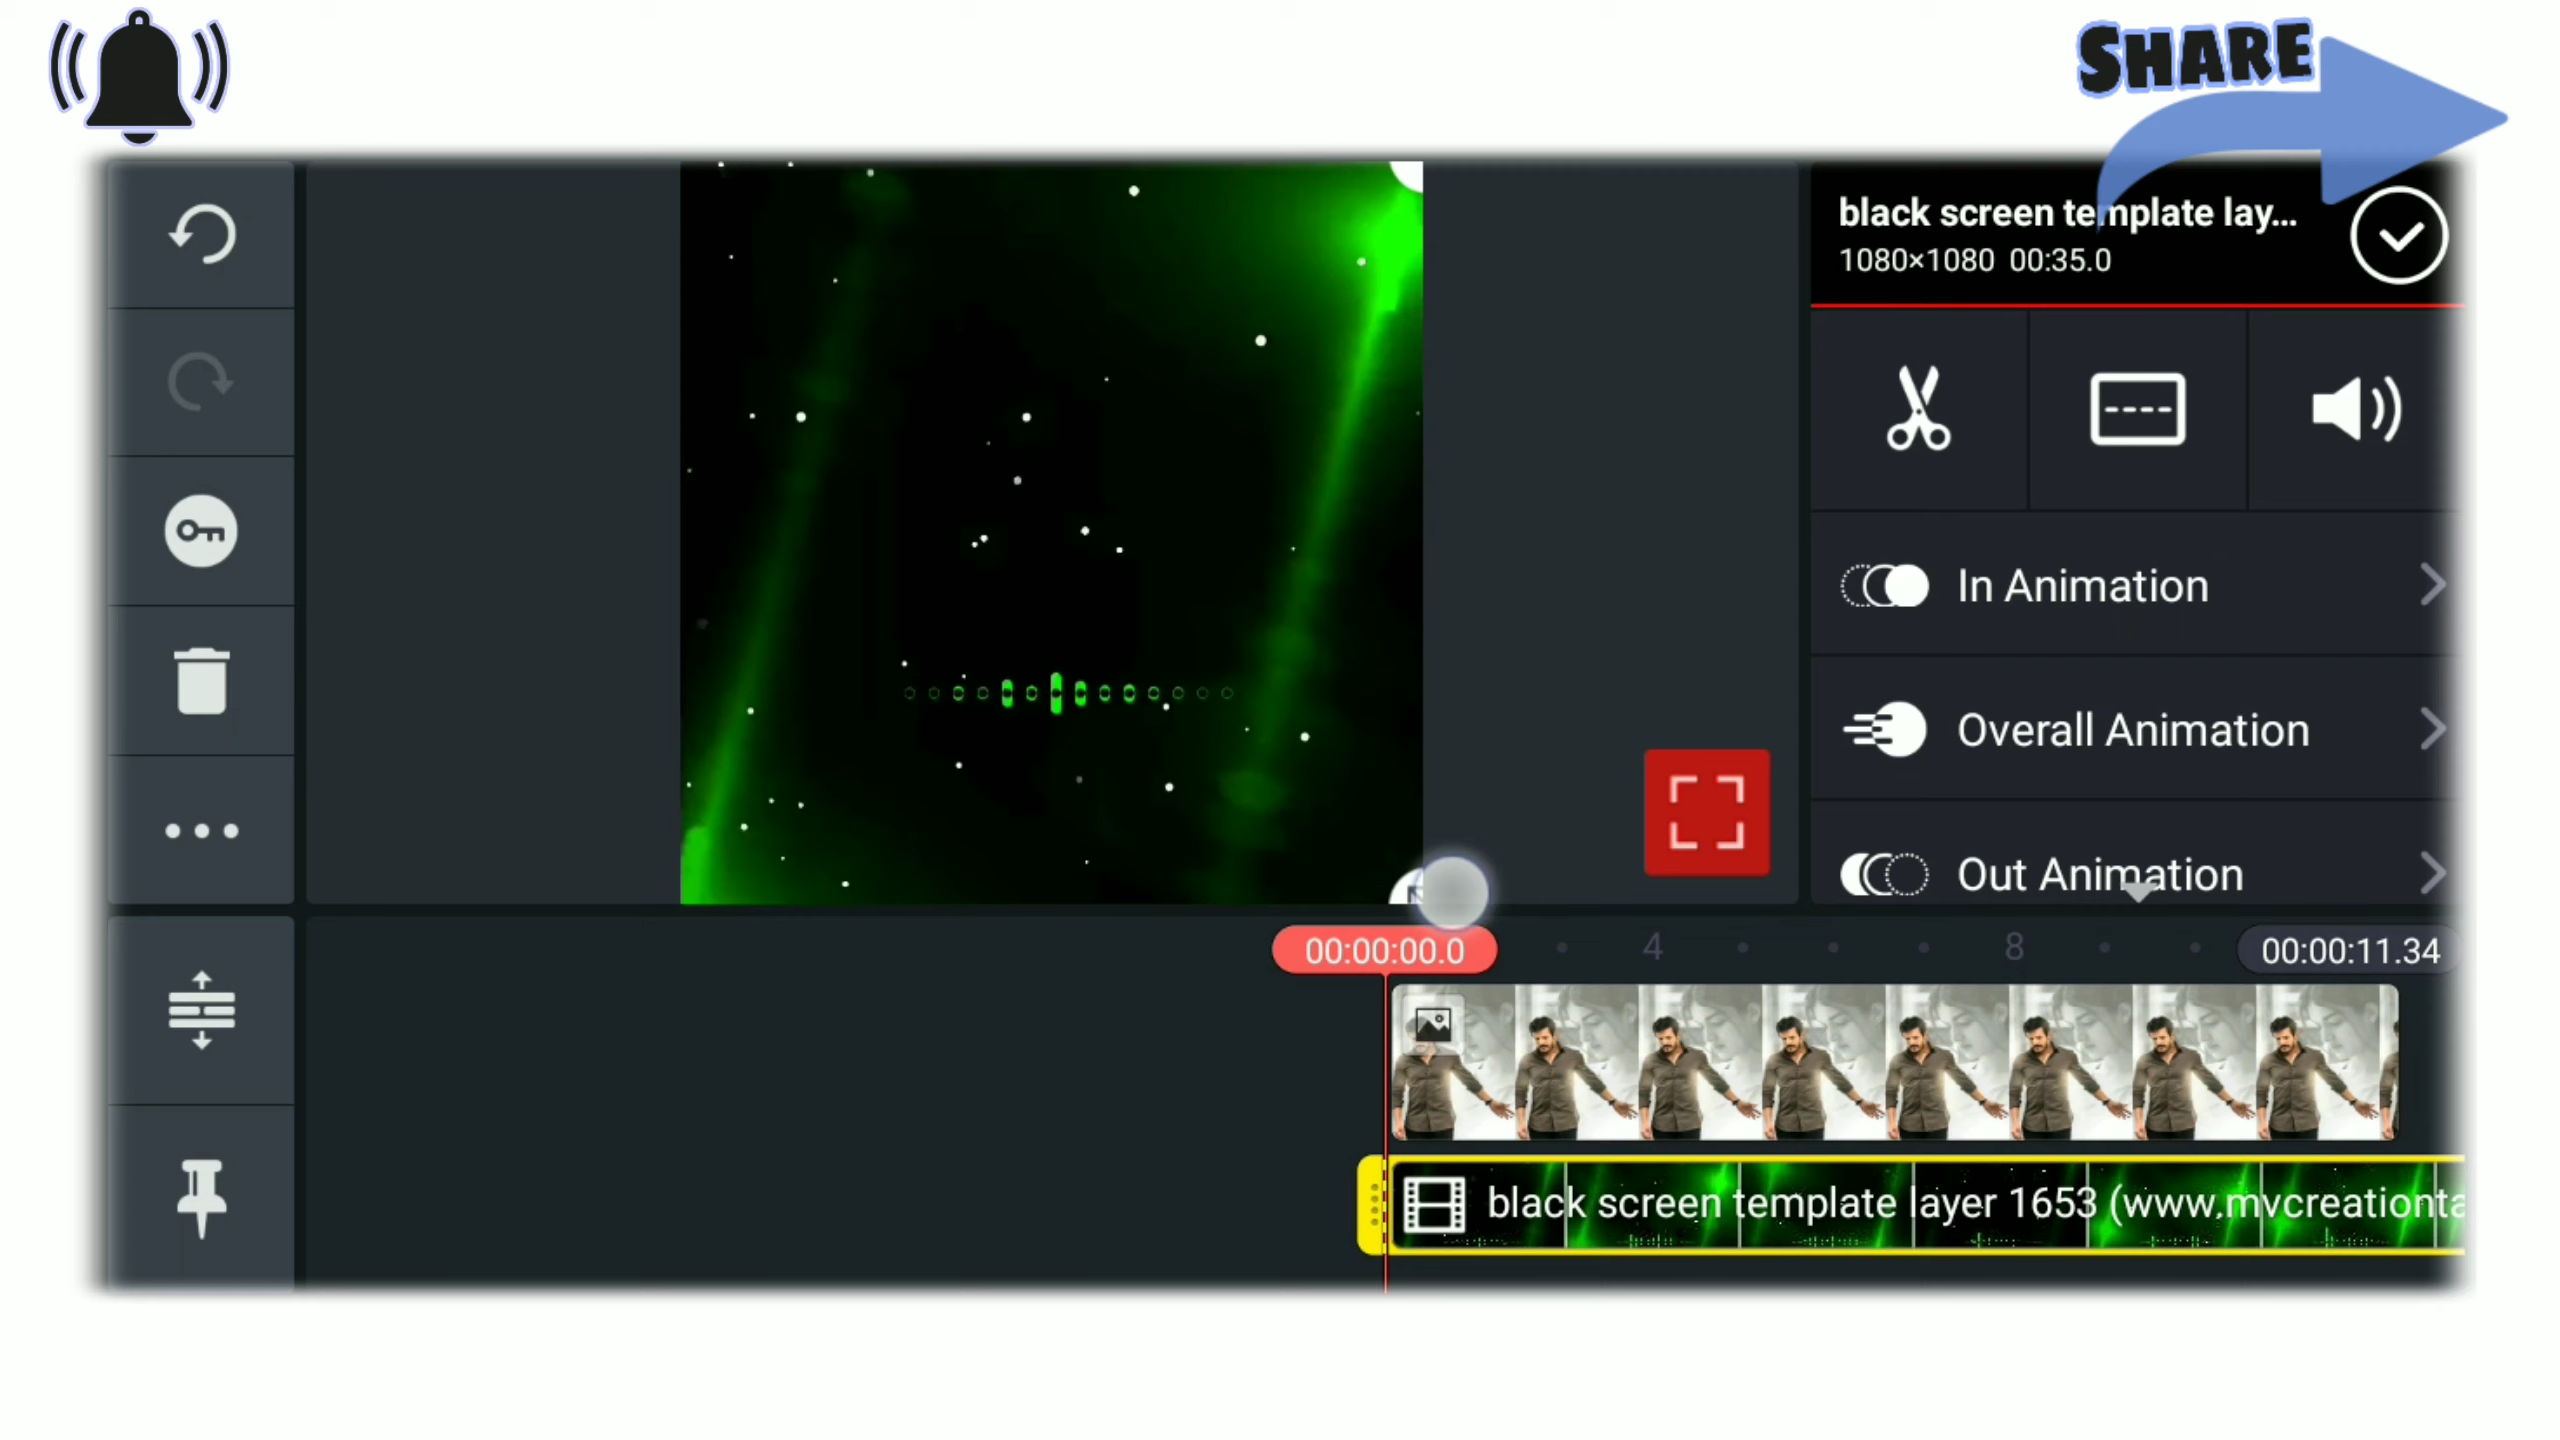 SHARE
black screen template lay...
1080×1080 00:35.0
In Animation
Overall Animation
Out Animation
00:00:00.0
4
8
00:00:11.34
black screen template layer 1653 (www.mvcreationta